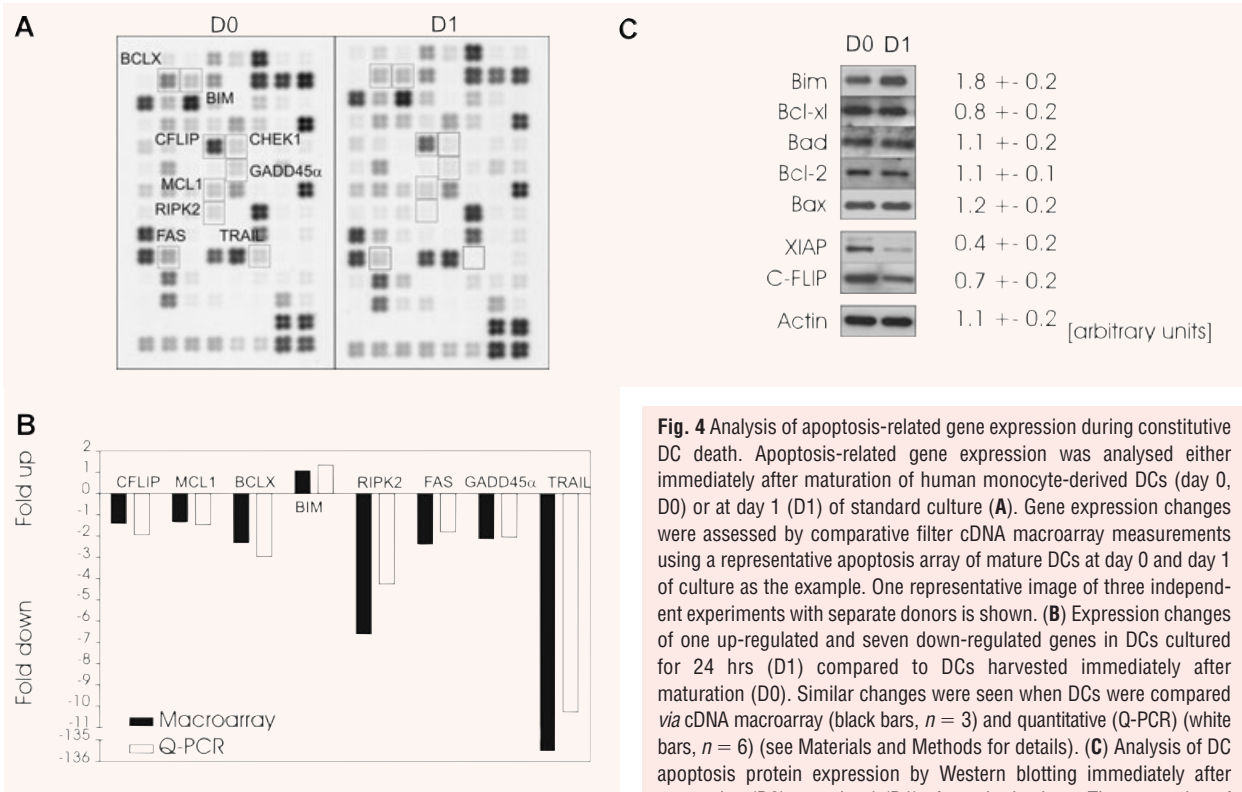 A
D0 D1
BCLX
BIM
CFLIP CHEK1
GADD45α
MCL1
RIPK2
FAS TRAIL
C
D0 D1
Bim 1.8 +- 0.2
Bcl-xl 0.8 +- 0.2
Bad 1.1 +- 0.2
Bcl-2 1.1 +- 0.1
Bax 1.2 +- 0.2
XIAP 0.4 +- 0.2
C-FLIP 0.7 +- 0.2
Actin 1.1 +- 0.2
[arbitrary units]
B
Fold up
Fold down
2
1
0
-1
-2
-3
-4
-5
-6
-7
-8
-9
-10
-11
-135
-136
CFLIP MCL1 BCLX RIPK2 FAS GADD45α TRAIL
BIM
Macroarray
Q-PCR
Fig. 4 Analysis of apoptosis-related gene expression during constitutive
DC death. Apoptosis-related gene expression was analysed either
immediately after maturation of human monocyte-derived DCs (day 0,
D0) or at day 1 (D1) of standard culture (A). Gene expression changes
were assessed by comparative filter cDNA macroarray measurements
using a representative apoptosis array of mature DCs at day 0 and day 1
of culture as the example. One representative image of three independ-
ent experiments with separate donors is shown. (B) Expression changes
of one up-regulated and seven down-regulated genes in DCs cultured
for 24 hrs (D1) compared to DCs harvested immediately after
maturation (D0). Similar changes were seen when DCs were compared
via cDNA macroarray (black bars, n = 3) and quantitative (Q-PCR) (white
bars, n = 6) (see Materials and Methods for details). (C) Analysis of DC
apoptosis protein expression by Western blotting immediately after